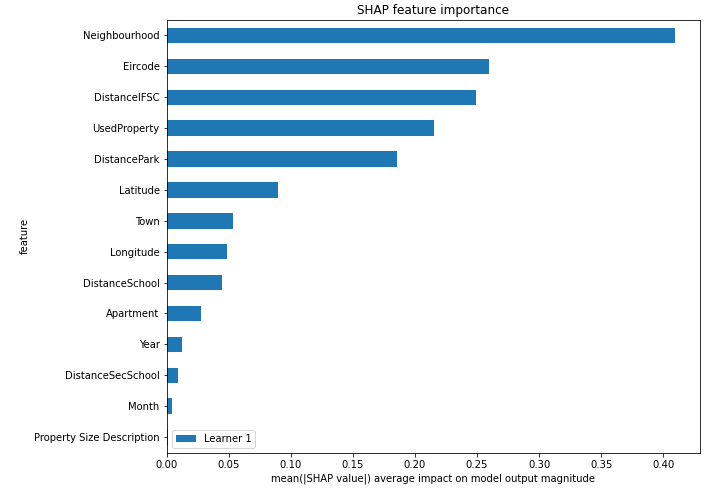 SHAP feature importance
Neighbourhood
Eircode
DistanceIFSC
UsedProperty
DistancePark
Latitude
Town
Longitude
DistanceSchool
Apartment
Year
DistanceSecSchool
Month
Property Size Description
feature
Learner 1
0.00 0.05 0.10 0.15 0.20 0.25 0.30 0.35 0.40
mean(|SHAP value|) average impact on model output magnitude